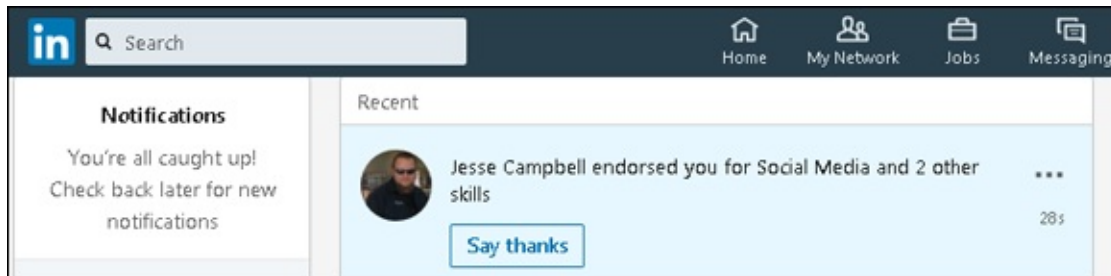 in Search
Home My Network Jobs Messaging
Notifications
You're all caught up!
Check back later for new
notifications
Recent
Jesse Campbell endorsed you for Social Media and 2 other
skills
28s
Say thanks